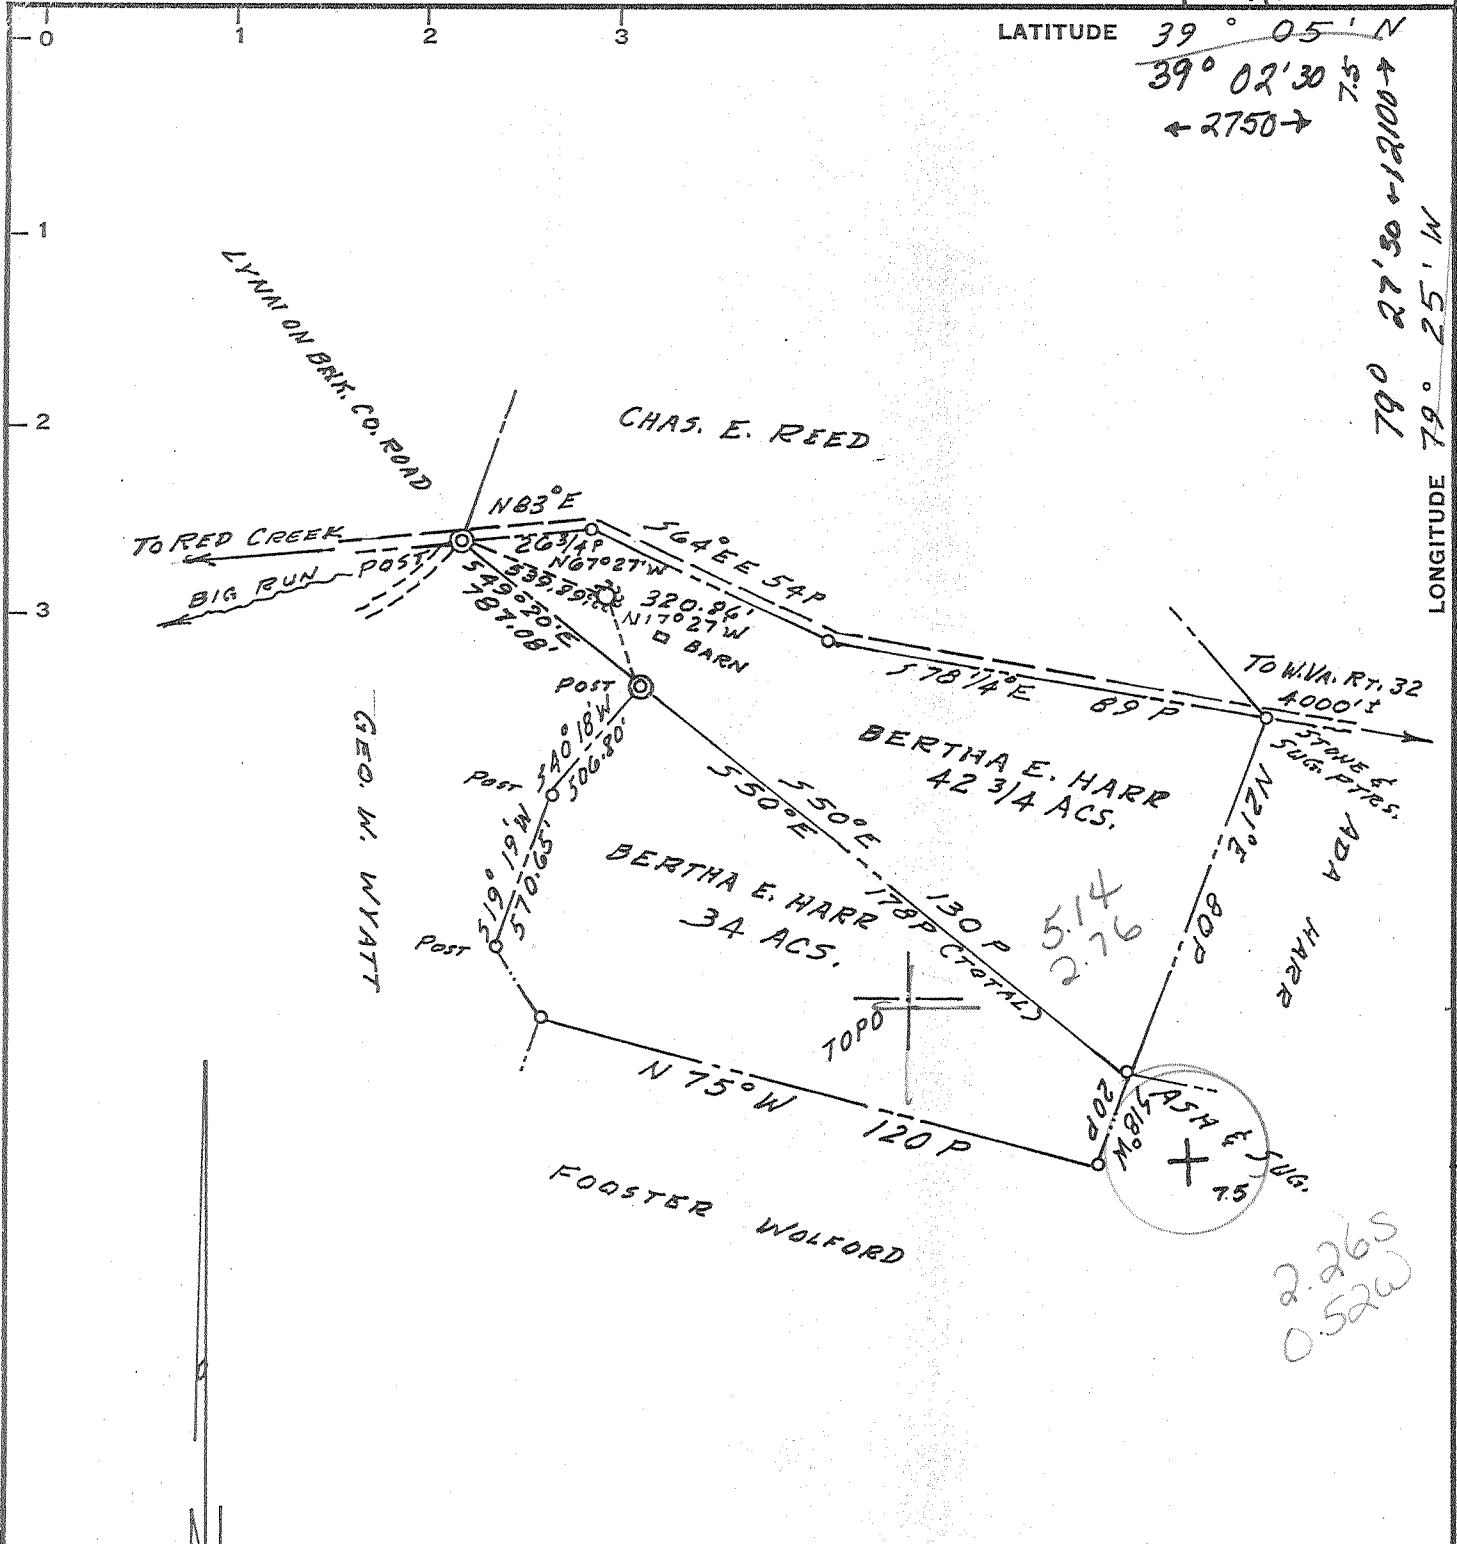 0 1 2 3
LATITUDE 39° 05' N
39° 02'30 7.5
← 2750 →
79° 27'30 ← 12100 →
LONGITUDE 79° 25' W
1
2
3
LYNN ON BRK. CO. ROAD
CHAS. E. REED
N83°E
26 3/4 P
TO RED CREEK
POST
BIG RUN
S64°E E 54P
N67°27'W
539.89'
S49°20'E
787.08'
320.86'
N17°27'W
BARN
POST
S78 1/4°E 89 P
TO W.VA. RT. 32
4000'±
STONE &
SUG. PTRS.
S40°18'W
506.80'
POST
BERTHA E. HARR
42 3/4 ACS.
N21°E 80P
ADA HARR
GEO. W. WYATT
S19°19'W
570.65'
POST
S50°E 130 P
S50°E 178P (TOTAL)
BERTHA E. HARR
34 ACS.
5.14
2.76
TOPO
N 75° W 120 P
S18°W
20P
ASH & SUG.
7.5
FOOSTER WOLFORD
2.26S
0.52W
N